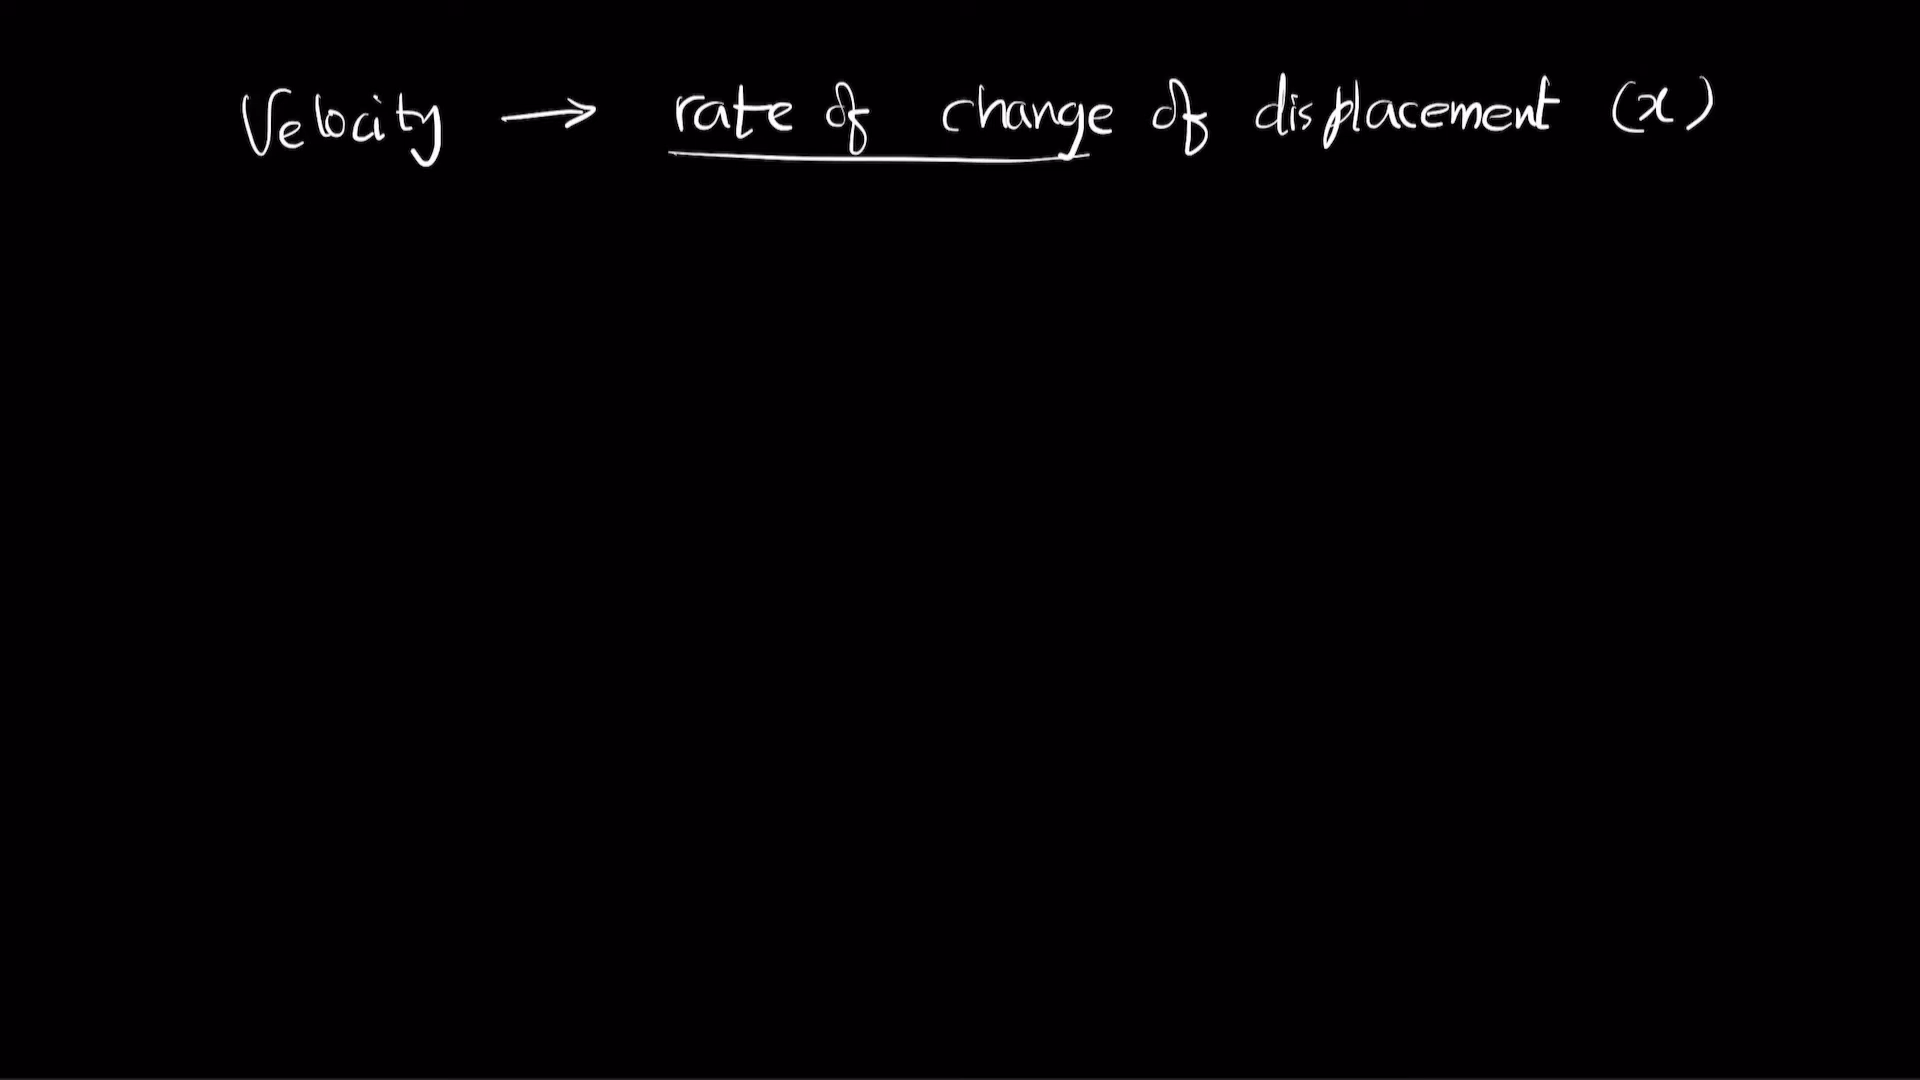 Velocity → rate of change of displacement (x)